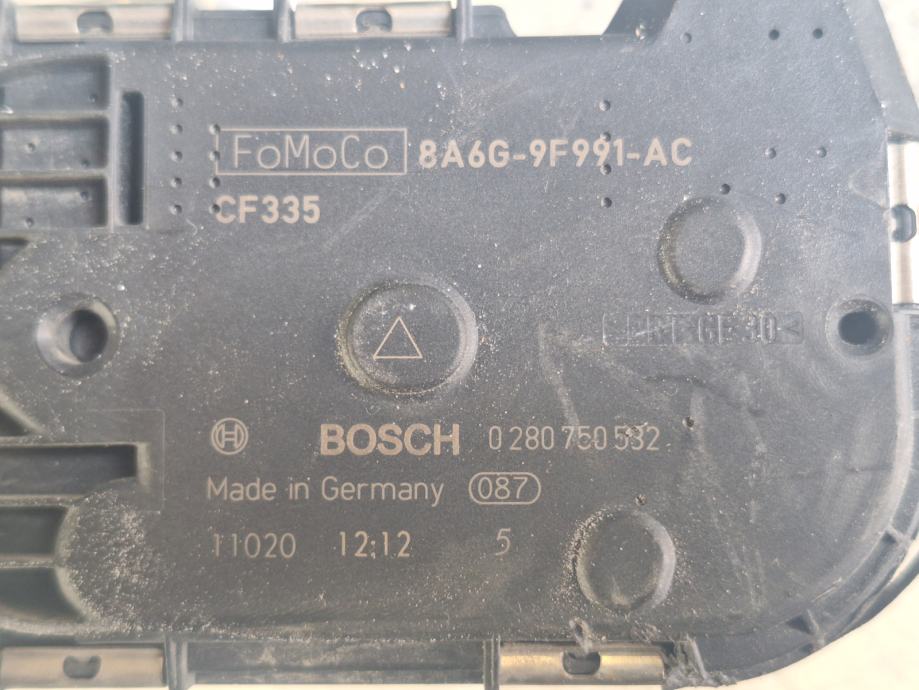 FoMoCo 8A6G-9F991-AC
CF335
BOSCH 0 280 750 532
Made in Germany 087
11020 12:12 5